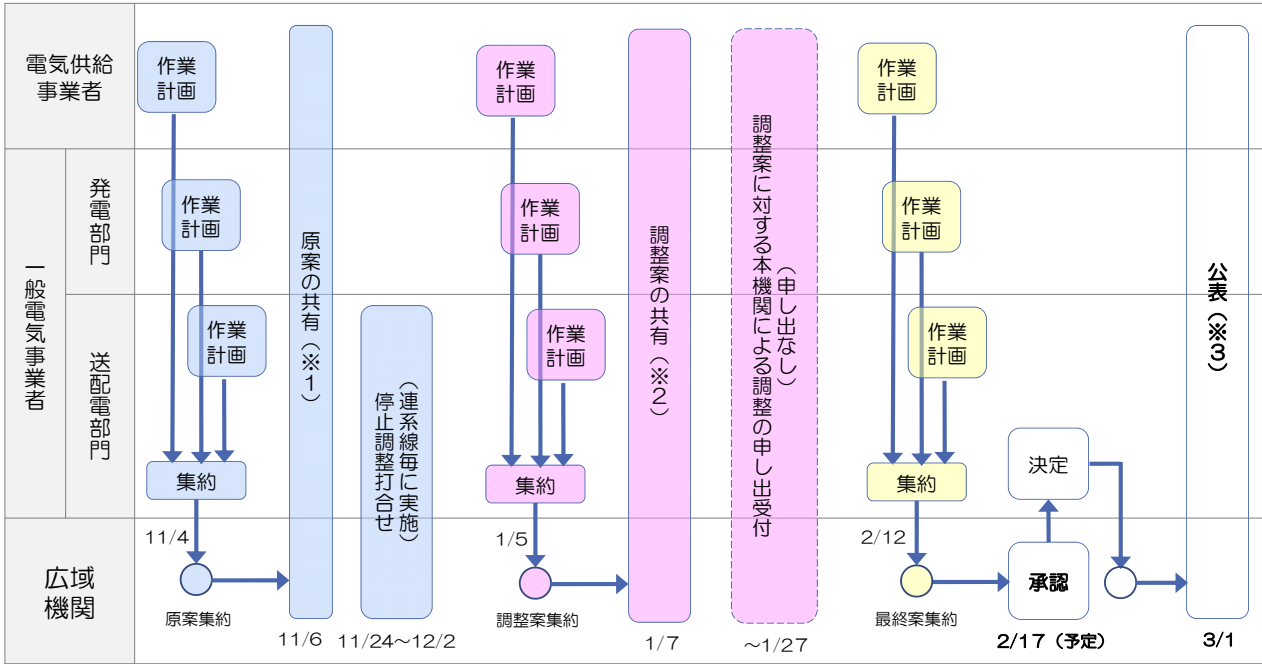 電気供給
事業者
一般電気事業者
発電部門
送配電部門
広域
機関
作業
計画
作業
計画
作業
計画
集約
11/4
原案集約
原案の共有（※1）
11/6
停止調整打合せ
（連系線毎に実施）
11/24～12/2
作業
計画
作業
計画
作業
計画
集約
1/5
調整案集約
調整案の共有（※2）
1/7
調整案に対する本機関による調整の申し出受付
（申し出なし）
～1/27
作業
計画
作業
計画
作業
計画
集約
2/12
最終案集約
承認
2/17（予定）
決定
公表（※3）
3/1